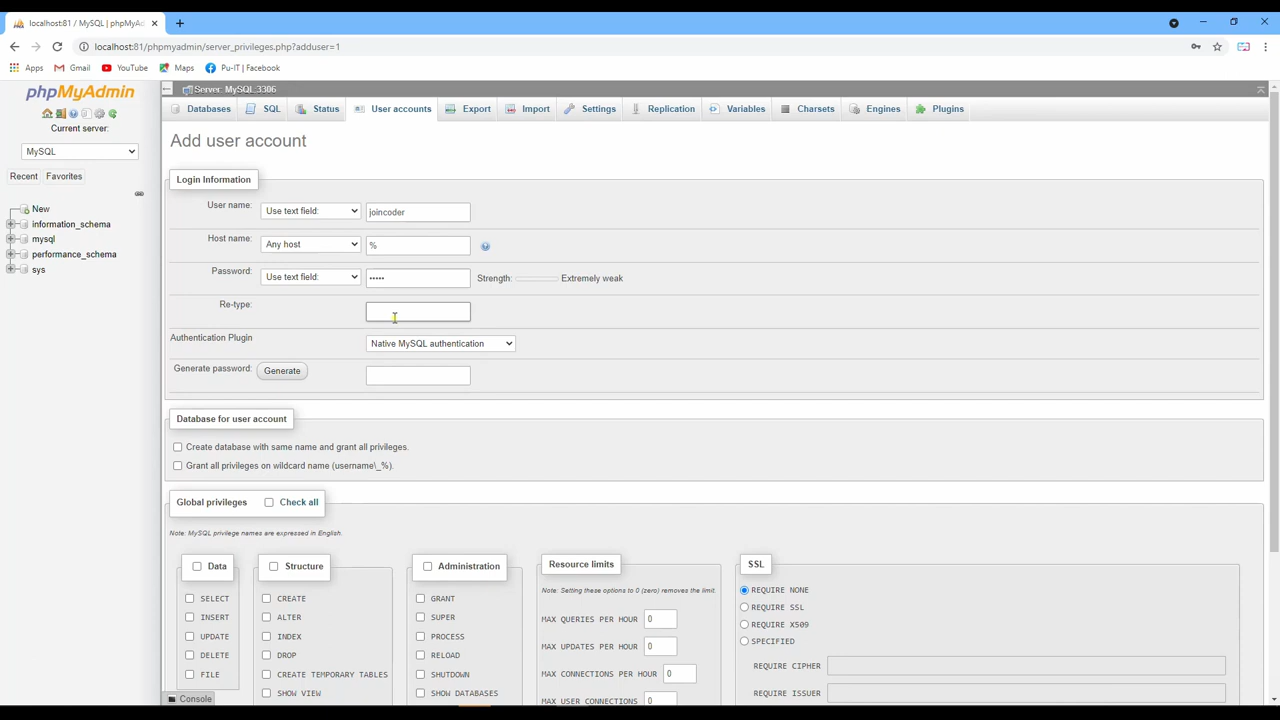 localhost:81 / MySQL | phpMyAd
localhost:81/phpmyadmin/server_privileges.php?adduser=1
Apps Gmail YouTube Maps Pu-IT | Facebook
phpMyAdmin
Current server:
MySQL
Recent Favorites
New
information_schema
mysql
performance_schema
sys
Server: MySQL:3306
Databases SQL Status User accounts Export Import Settings Replication Variables Charsets Engines Plugins
Add user account
Login Information
User name: Use text field: joincoder
Host name: Any host %
Password: Use text field: ••••• Strength: Extremely weak
Re-type:
Authentication Plugin Native MySQL authentication
Generate password: Generate
Database for user account
Create database with same name and grant all privileges.
Grant all privileges on wildcard name (username\_%).
Global privileges Check all
Note: MySQL privilege names are expressed in English.
Data
SELECT
INSERT
UPDATE
DELETE
FILE
Structure
CREATE
ALTER
INDEX
DROP
CREATE TEMPORARY TABLES
SHOW VIEW
Administration
GRANT
SUPER
PROCESS
RELOAD
SHUTDOWN
SHOW DATABASES
Resource limits
Note: Setting these options to 0 (zero) removes the limit.
MAX QUERIES PER HOUR 0
MAX UPDATES PER HOUR 0
MAX CONNECTIONS PER HOUR 0
MAX USER CONNECTIONS 0
SSL
REQUIRE NONE
REQUIRE SSL
REQUIRE X509
SPECIFIED
REQUIRE CIPHER
REQUIRE ISSUER
Console